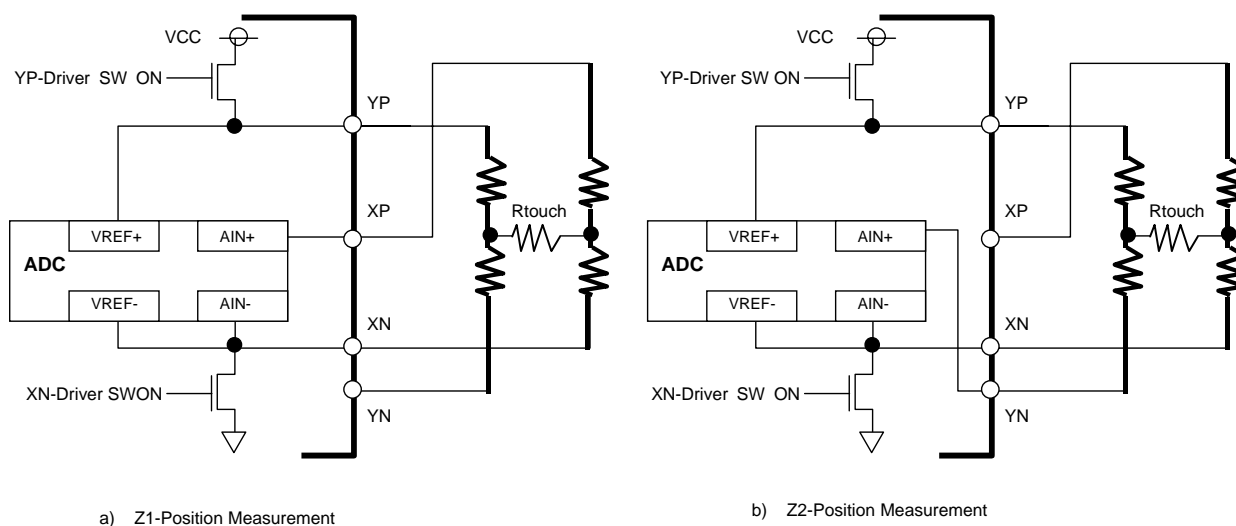 VCC
YP-Driver SW ON
YP
XP
Rtouch
VREF+
AIN+
ADC
VREF-
AIN-
XN
XN-Driver SWON
YN
a) Z1-Position Measurement
VCC
YP-Driver SW ON
YP
XP
Rtouch
VREF+
AIN+
ADC
VREF-
AIN-
XN
XN-Driver SW ON
YN
b) Z2-Position Measurement